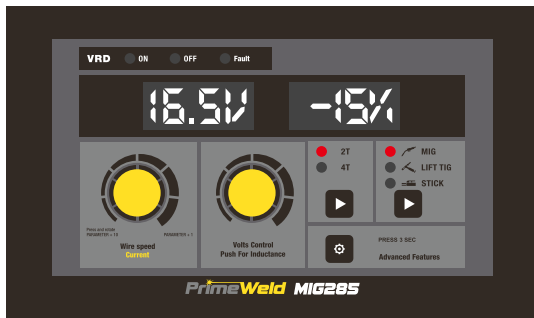 VRD ON OFF Fault
16.5V -15%
2T
4T
MIG
LIFT TIG
STICK
Press and rotate
PARAMETER × 10 PARAMETER × 1
Wire speed
Current
Volts Control
Push For Inductance
PRESS 3 SEC
Advanced Features
PrimeWeld MIG285